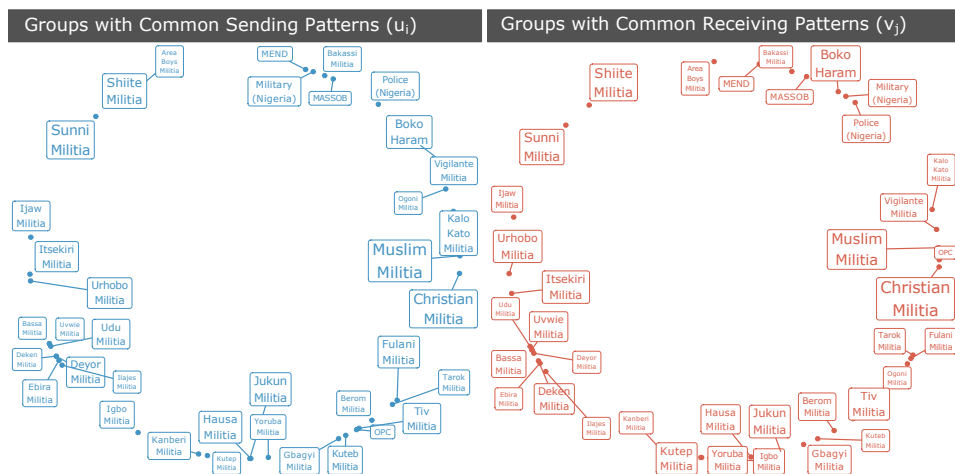 Groups with Common Sending Patterns (ui)
Area
Boys
Militia
Shiite
Militia
Sunni
Militia
MEND
Bakassi
Militia
Military
(Nigeria)
MASSOB
Police
(Nigeria)
Boko
Haram
Vigilante
Militia
Ogoni
Militia
Kalo
Kato
Militia
Muslim
Militia
Christian
Militia
Ijaw
Militia
Itsekiri
Militia
Urhobo
Militia
Bassa
Militia
Uvwie
Militia
Udu
Militia
Deken
Militia
Deyor
Militia
Ebira
Militia
Ilajes
Militia
Igbo
Militia
Kanberi
Militia
Kutep
Militia
Hausa
Militia
Jukun
Militia
Yoruba
Militia
Gbagyi
Militia
Kuteb
Militia
Berom
Militia
OPC
Tiv
Militia
Tarok
Militia
Fulani
Militia
Groups with Common Receiving Patterns (vj)
Shiite
Militia
Sunni
Militia
Area
Boys
Militia
MEND
Bakassi
Militia
MASSOB
Boko
Haram
Military
(Nigeria)
Police
(Nigeria)
Kalo
Kato
Militia
Vigilante
Militia
Muslim
Militia
OPC
Christian
Militia
Ijaw
Militia
Urhobo
Militia
Itsekiri
Militia
Udu
Militia
Uvwie
Militia
Bassa
Militia
Deyor
Militia
Ebira
Militia
Deken
Militia
Ilajes
Militia
Kanberi
Militia
Kutep
Militia
Hausa
Militia
Yoruba
Militia
Jukun
Militia
Igbo
Militia
Berom
Militia
Gbagyi
Militia
Kuteb
Militia
Tiv
Militia
Ogoni
Militia
Tarok
Militia
Fulani
Militia